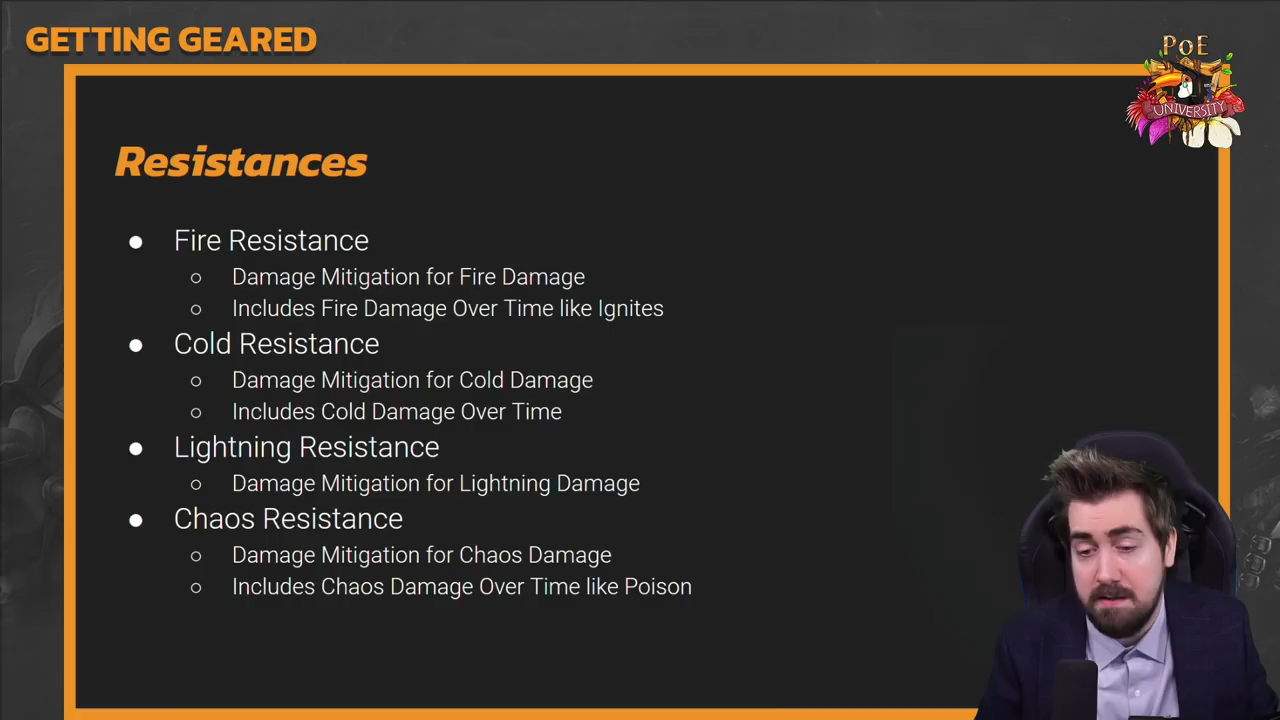 GETTING GEARED
PoE
UNIVERSITY
Resistances
● Fire Resistance
○ Damage Mitigation for Fire Damage
○ Includes Fire Damage Over Time like Ignites
● Cold Resistance
○ Damage Mitigation for Cold Damage
○ Includes Cold Damage Over Time
● Lightning Resistance
○ Damage Mitigation for Lightning Damage
● Chaos Resistance
○ Damage Mitigation for Chaos Damage
○ Includes Chaos Damage Over Time like Poison